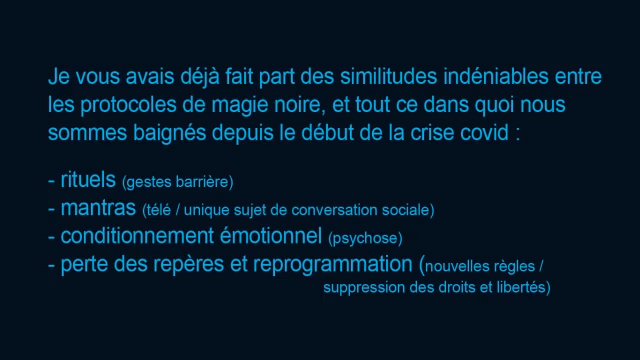 Je vous avais déjà fait part des similitudes indéniables entre
les protocoles de magie noire, et tout ce dans quoi nous
sommes baignés depuis le début de la crise covid :
- rituels (gestes barrière)
- mantras (télé / unique sujet de conversation sociale)
- conditionnement émotionnel (psychose)
- perte des repères et reprogrammation (nouvelles règles /
suppression des droits et libertés)